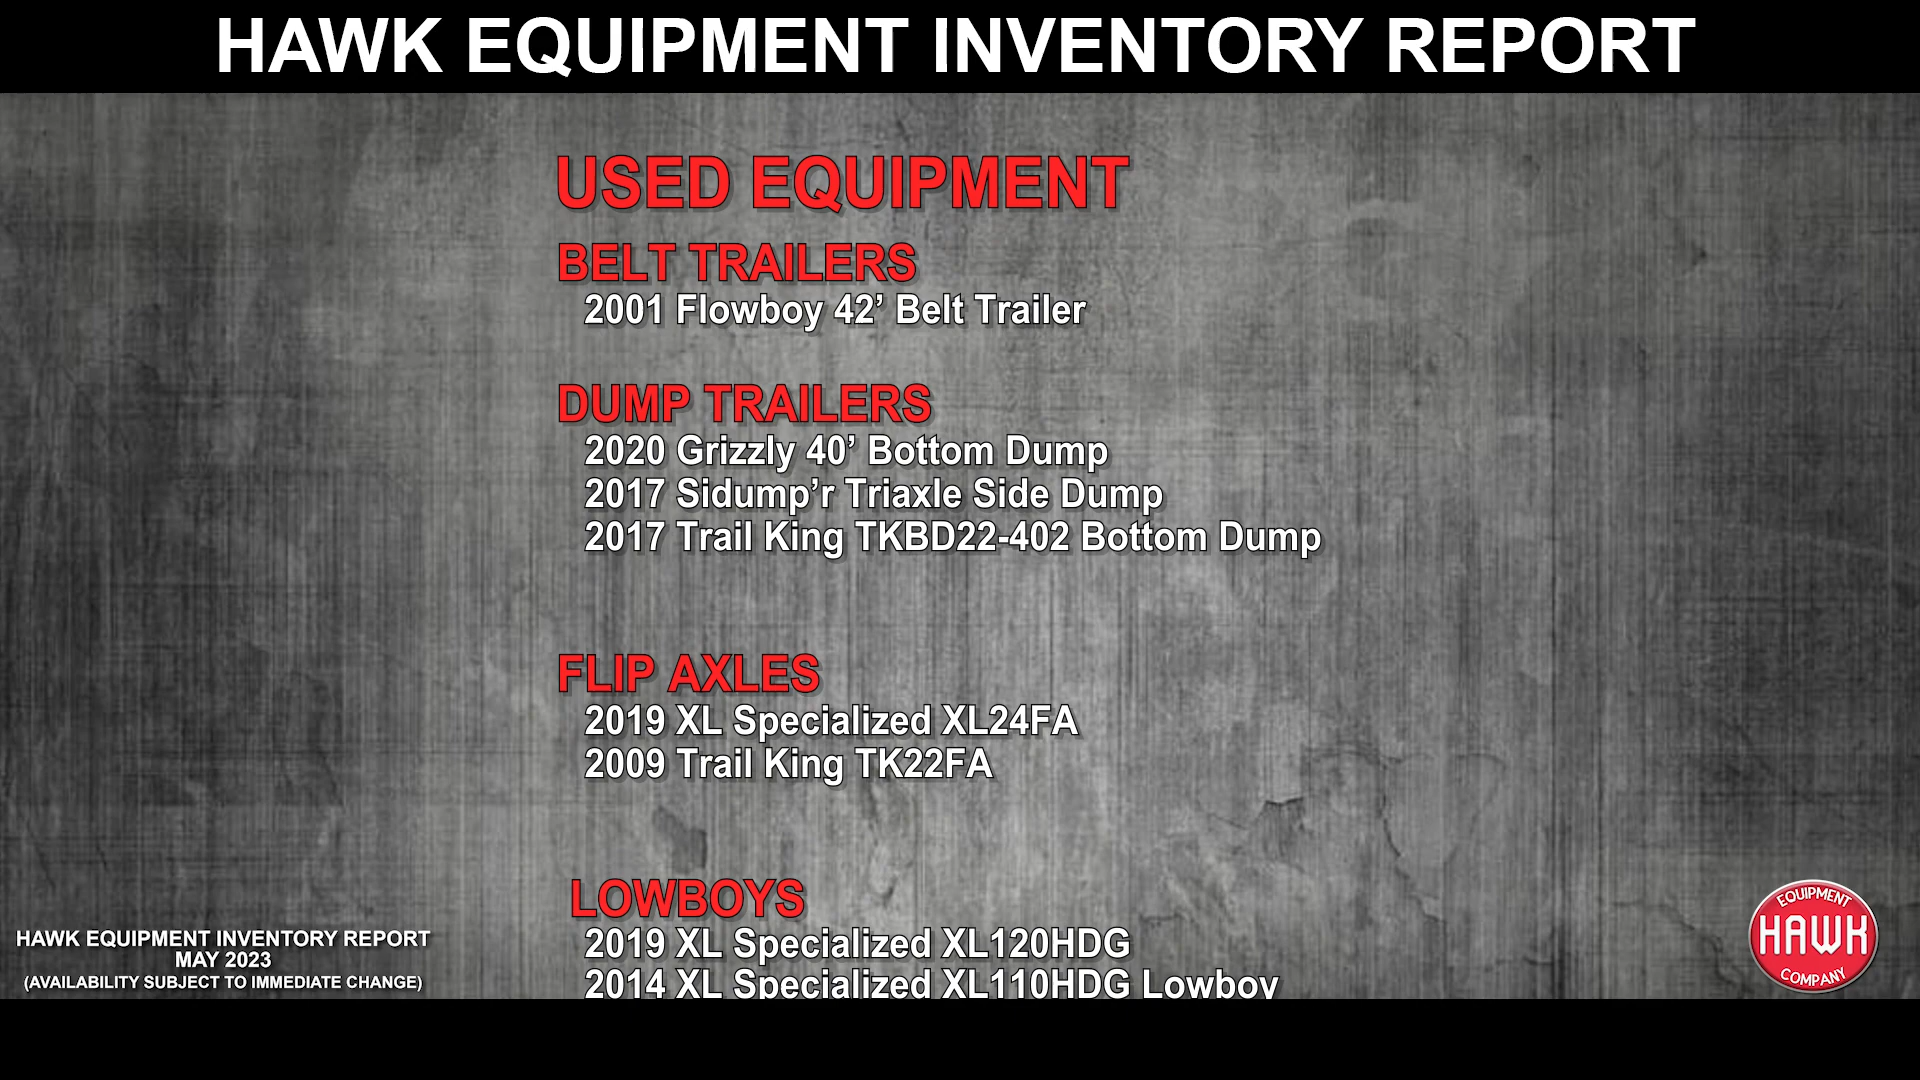 HAWK EQUIPMENT INVENTORY REPORT
USED EQUIPMENT
BELT TRAILERS
2001 Flowboy 42’ Belt Trailer
DUMP TRAILERS
2020 Grizzly 40’ Bottom Dump
2017 Sidump’r Triaxle Side Dump
2017 Trail King TKBD22-402 Bottom Dump
FLIP AXLES
2019 XL Specialized XL24FA
2009 Trail King TK22FA
LOWBOYS
2019 XL Specialized XL120HDG
2014 XL Specialized XL110HDG Lowboy
HAWK EQUIPMENT INVENTORY REPORT
MAY 2023
(AVAILABILITY SUBJECT TO IMMEDIATE CHANGE)
EQUIPMENT
HAWK
COMPANY